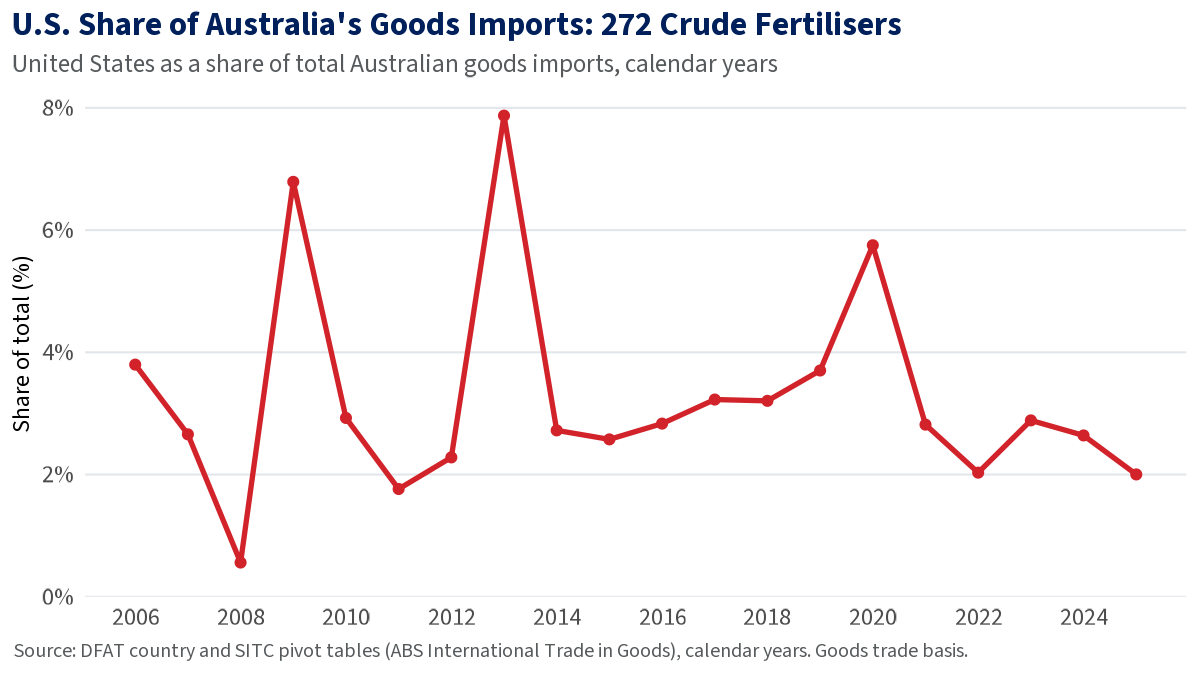 U.S. Share of Australia's Goods Imports: 272 Crude Fertilisers
United States as a share of total Australian goods imports, calendar years
Share of total (%)
8%
6%
4%
2%
0%
2006 2008 2010 2012 2014 2016 2018 2020 2022 2024
Source: DFAT country and SITC pivot tables (ABS International Trade in Goods), calendar years. Goods trade basis.